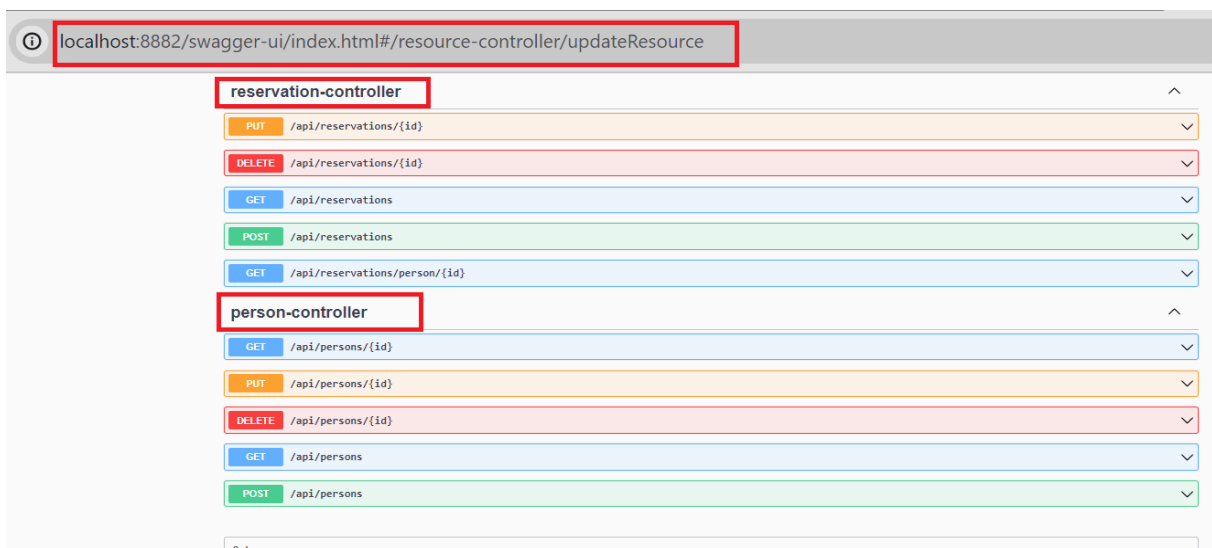 localhost:8882/swagger-ui/index.html#/resource-controller/updateResource
reservation-controller
PUT /api/reservations/{id}
DELETE /api/reservations/{id}
GET /api/reservations
POST /api/reservations
GET /api/reservations/person/{id}
person-controller
GET /api/persons/{id}
PUT /api/persons/{id}
DELETE /api/persons/{id}
GET /api/persons
POST /api/persons